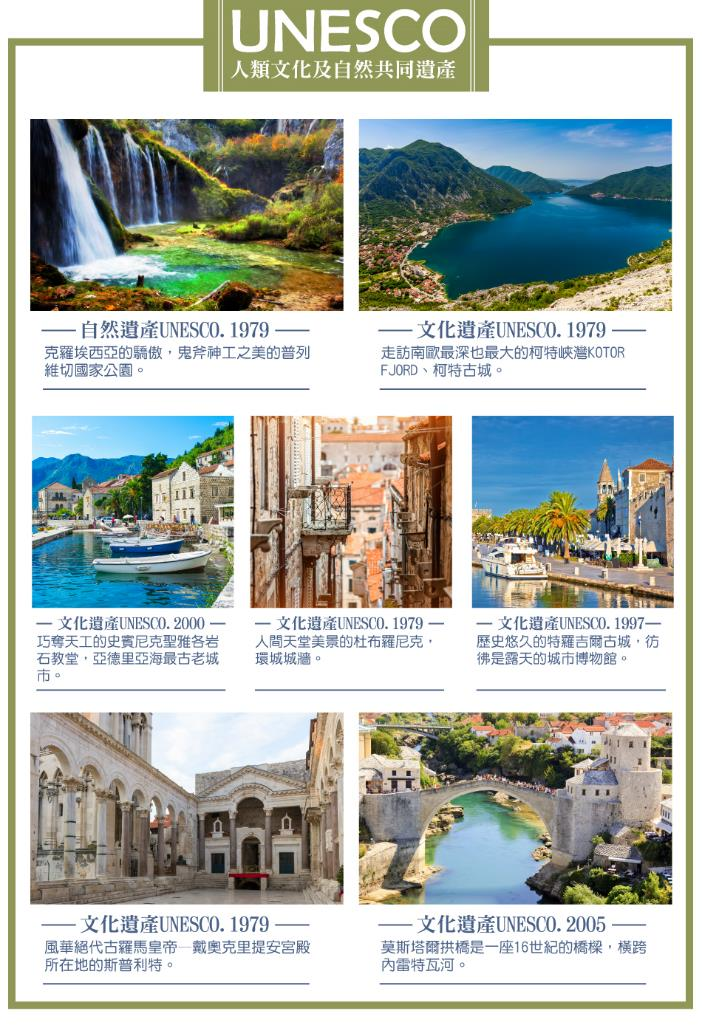 UNESCO
人類文化及自然共同遺產
自然遺產UNESCO. 1979
克羅埃西亞的驕傲，鬼斧神工之美的普列
維切國家公園。
文化遺產UNESCO. 1979
走訪南歐最深也最大的柯特峽灣KOTOR
FJORD、柯特古城。
文化遺產UNESCO. 2000
巧奪天工的史賓尼克聖雅各岩
石教堂，亞德里亞海最古老城
市。
文化遺產UNESCO. 1979
人間天堂美景的杜布羅尼克，
環城城牆。
文化遺產UNESCO. 1997
歷史悠久的特羅吉爾古城，彷
彿是露天的城市博物館。
文化遺產UNESCO. 1979
風華絕代古羅馬皇帝—戴奧克里提安宮殿
所在地的斯普利特。
文化遺產UNESCO. 2005
莫斯塔爾拱橋是一座16世紀的橋樑，橫跨
內雷特瓦河。